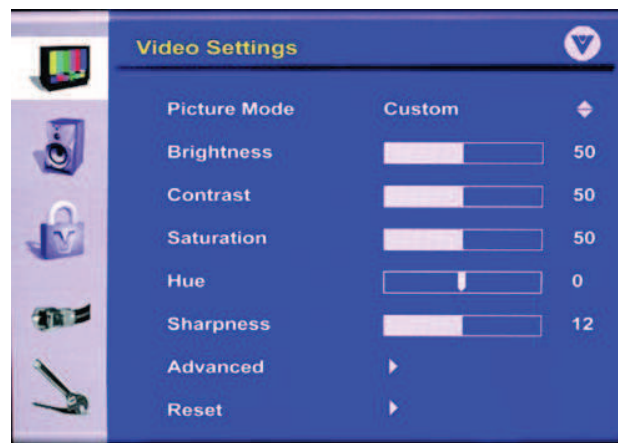 Video Settings
Picture Mode Custom
Brightness 50
Contrast 50
Saturation 50
Hue 0
Sharpness 12
Advanced
Reset